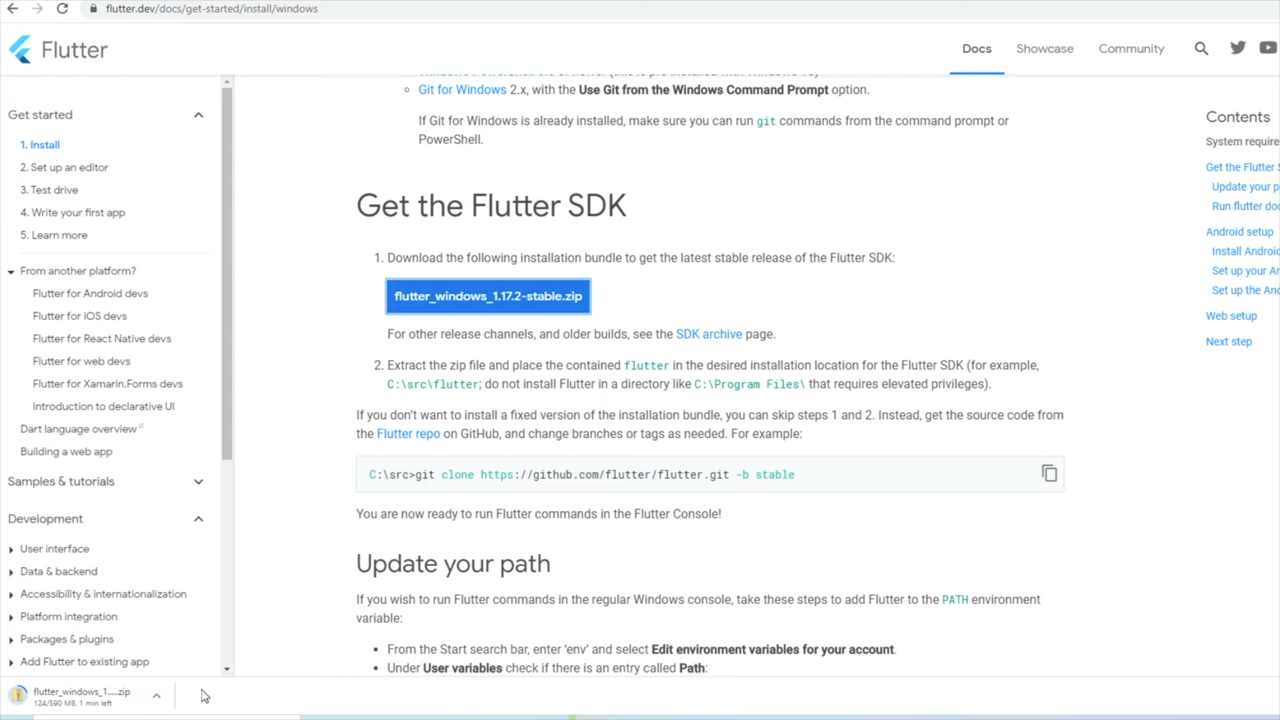 flutter.dev/docs/get-started/install/windows
Flutter
Docs
Showcase
Community
Get started
1. Install
2. Set up an editor
3. Test drive
4. Write your first app
5. Learn more
From another platform?
Flutter for Android devs
Flutter for iOS devs
Flutter for React Native devs
Flutter for web devs
Flutter for Xamarin.Forms devs
Introduction to declarative UI
Dart language overview
Building a web app
Samples & tutorials
Development
User interface
Data & backend
Accessibility & internationalization
Platform integration
Packages & plugins
Add Flutter to existing app
Git for Windows 2.x, with the Use Git from the Windows Command Prompt option.
If Git for Windows is already installed, make sure you can run git commands from the command prompt or
PowerShell.
Get the Flutter SDK
1. Download the following installation bundle to get the latest stable release of the Flutter SDK:
flutter_windows_1.17.2-stable.zip
For other release channels, and older builds, see the SDK archive page.
2. Extract the zip file and place the contained flutter in the desired installation location for the Flutter SDK (for example,
C:\src\flutter; do not install Flutter in a directory like C:\Program Files\ that requires elevated privileges).
If you don't want to install a fixed version of the installation bundle, you can skip steps 1 and 2. Instead, get the source code from
the Flutter repo on GitHub, and change branches or tags as needed. For example:
C:\src>git clone https://github.com/flutter/flutter.git -b stable
You are now ready to run Flutter commands in the Flutter Console!
Update your path
If you wish to run Flutter commands in the regular Windows console, take these steps to add Flutter to the PATH environment
variable:
• From the Start search bar, enter 'env' and select Edit environment variables for your account.
• Under User variables check if there is an entry called Path:
Contents
System require
Get the Flutter S
Update your p
Run flutter doc
Android setup
Install Android
Set up your An
Set up the And
Web setup
Next step
flutter_windows_1.....zip
124/590 MB, 1 min left